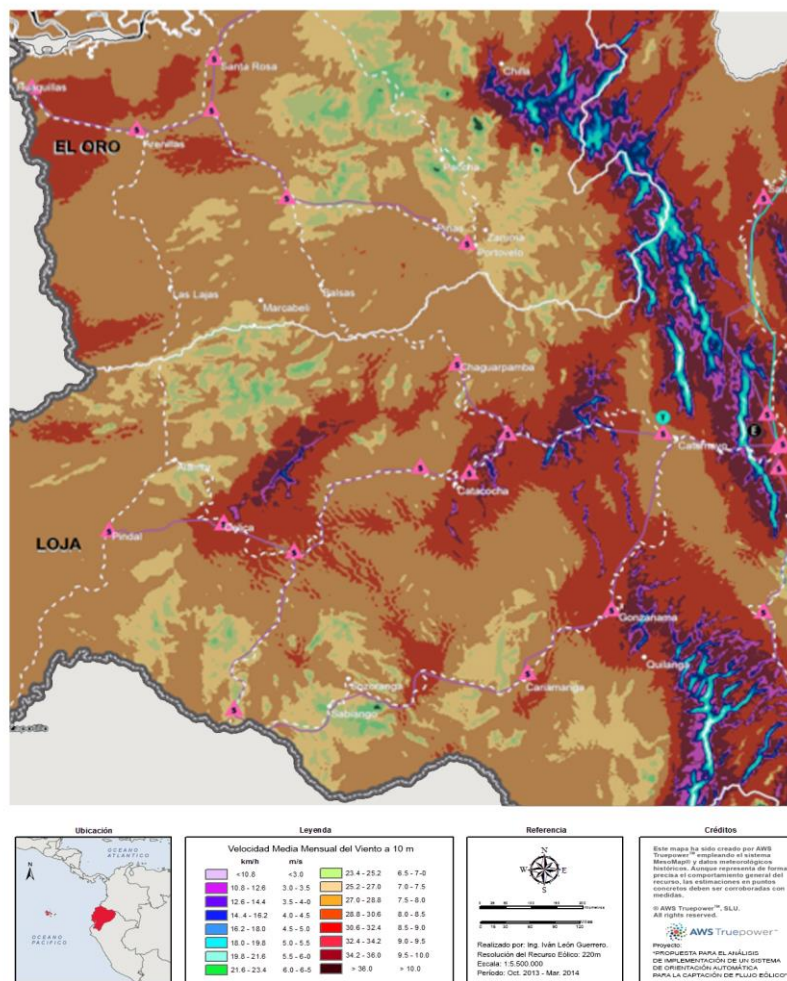 Santa Rosa
Chilla
Huaquillas
Arenillas
EL ORO
Paccha
Piñas
Zaruma
Portovelo
Las Lajas
Balsas
Marcabeli
Chaguarpamba
Catamayo
Alamor
Catacocha
Celica
Pindal
LOJA
Gonzanama
Quilanga
Cariamanga
Sozoranga
Sabiango
Ubicación
OCEANO
ATLANTICO
N
OCEANO
PACIFICO
Leyenda
Velocidad Media Mensual del Viento a 10 m
km/h m/s
<10.8 <3.0
10.8 - 12.6 3.0 - 3.5
12.6 - 14.4 3.5 - 4.0
14..4 - 16.2 4.0 - 4.5
16.2 - 18.0 4.5 - 5.0
18.0 - 19.8 5.0 - 5.5
19.8 - 21.6 5.5 - 6.0
21.6 - 23.4 6.0 - 6.5
23.4 - 25.2 6.5 - 7-0
25.2 - 27.0 7.0 - 7.5
27.0 - 28.8 7.5 - 8.0
28.8 - 30.6 8.0 - 8.5
30.6 - 32.4 8.5 - 9.0
32.4 - 34.2 9.0 - 9.5
34.2 - 36.0 9.5 - 10.0
> 36.0 > 10.0
Referencia
N
W E
S
Realizado por: Ing. Iván León Guerrero.
Resolución del Recurso Eólico: 220m
Escala: 1:5.500.000
Período: Oct. 2013 - Mar. 2014
Créditos
Este mapa ha sido creado por AWS
Truepower™ empleando el sistema
MesoMap® y datos meteorológicos
históricos. Aunque representa de forma
precisa el comportamiento general del
recurso, las estimaciones en puntos
concretos deben ser corroboradas con
medidas.
© AWS Truepower™, SLU.
All rights reserved.
AWS Truepower™
Proyecto:
"PROPUESTA PARA EL ANÁLISIS
DE IMPLEMENTACIÓN DE UN SISTEMA
DE ORIENTACIÓN AUTOMÁTICA
PARA LA CAPTACIÓN DE FLUJO EÓLICO"